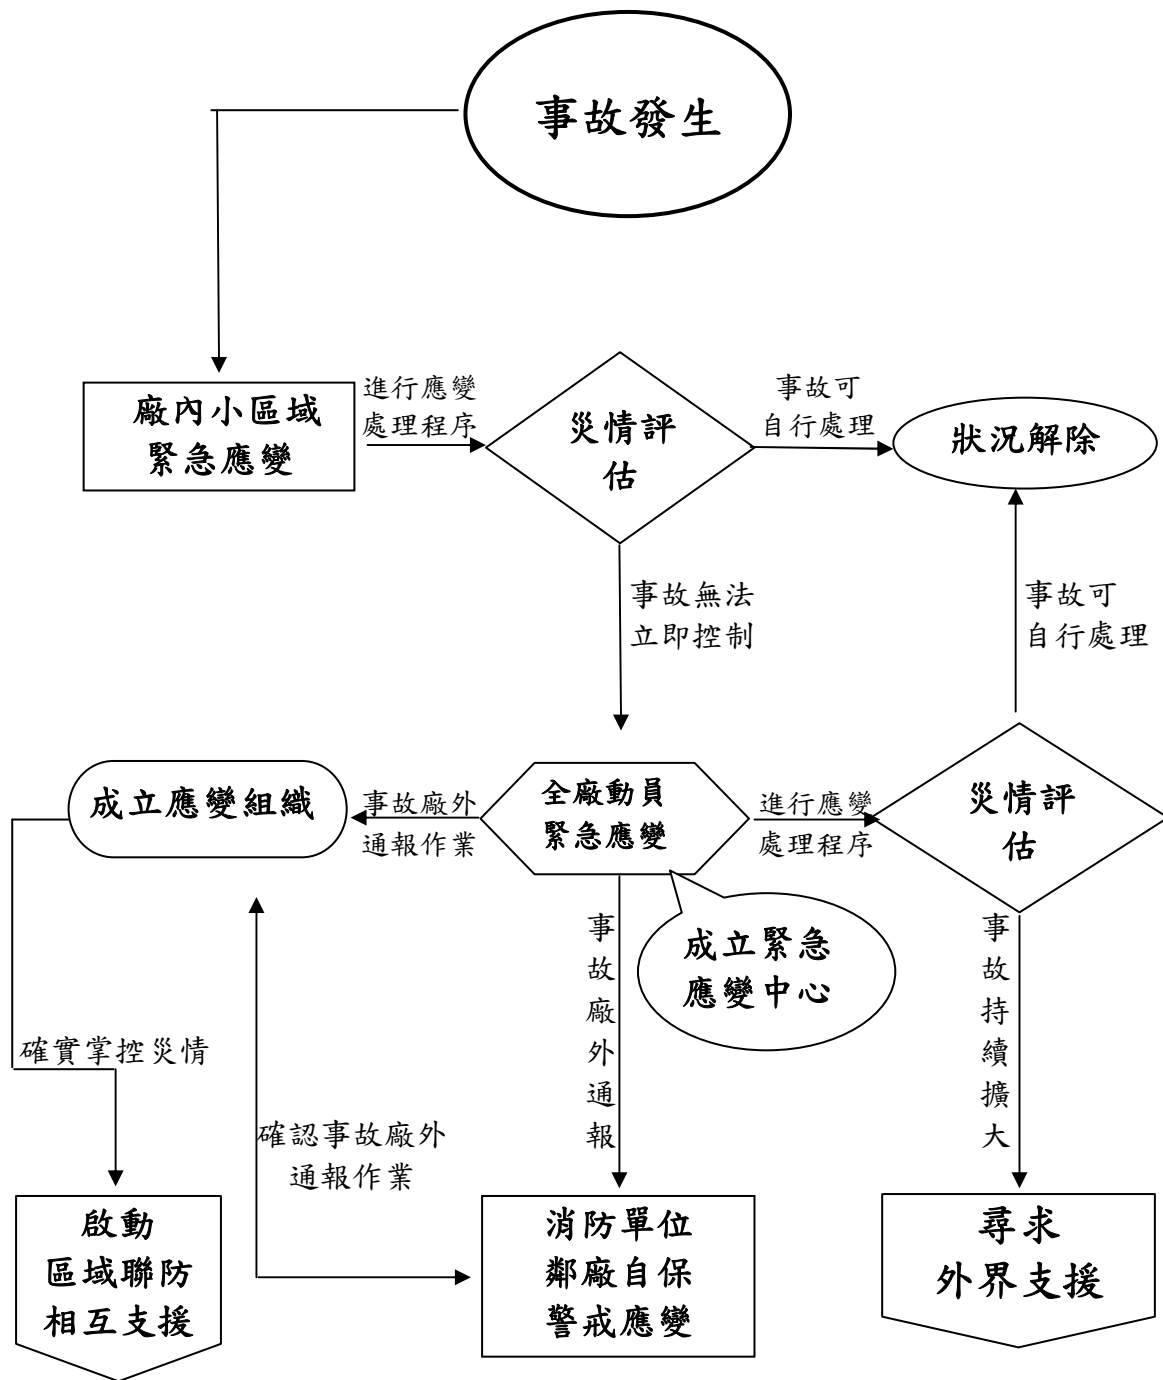 事故發生
廠內小區域
緊急應變
進行應變
處理程序
災情評
估
事故可
自行處理
狀況解除
事故無法
立即控制
事故可
自行處理
成立應變組織
事故廠外
通報作業
全廠動員
緊急應變
進行應變
處理程序
災情評
估
成立緊急
應變中心
事故廠外通報
事故持續擴大
確實掌控災情
確認事故廠外
通報作業
啟動
區域聯防
相互支援
消防單位
鄰廠自保
警戒應變
尋求
外界支援